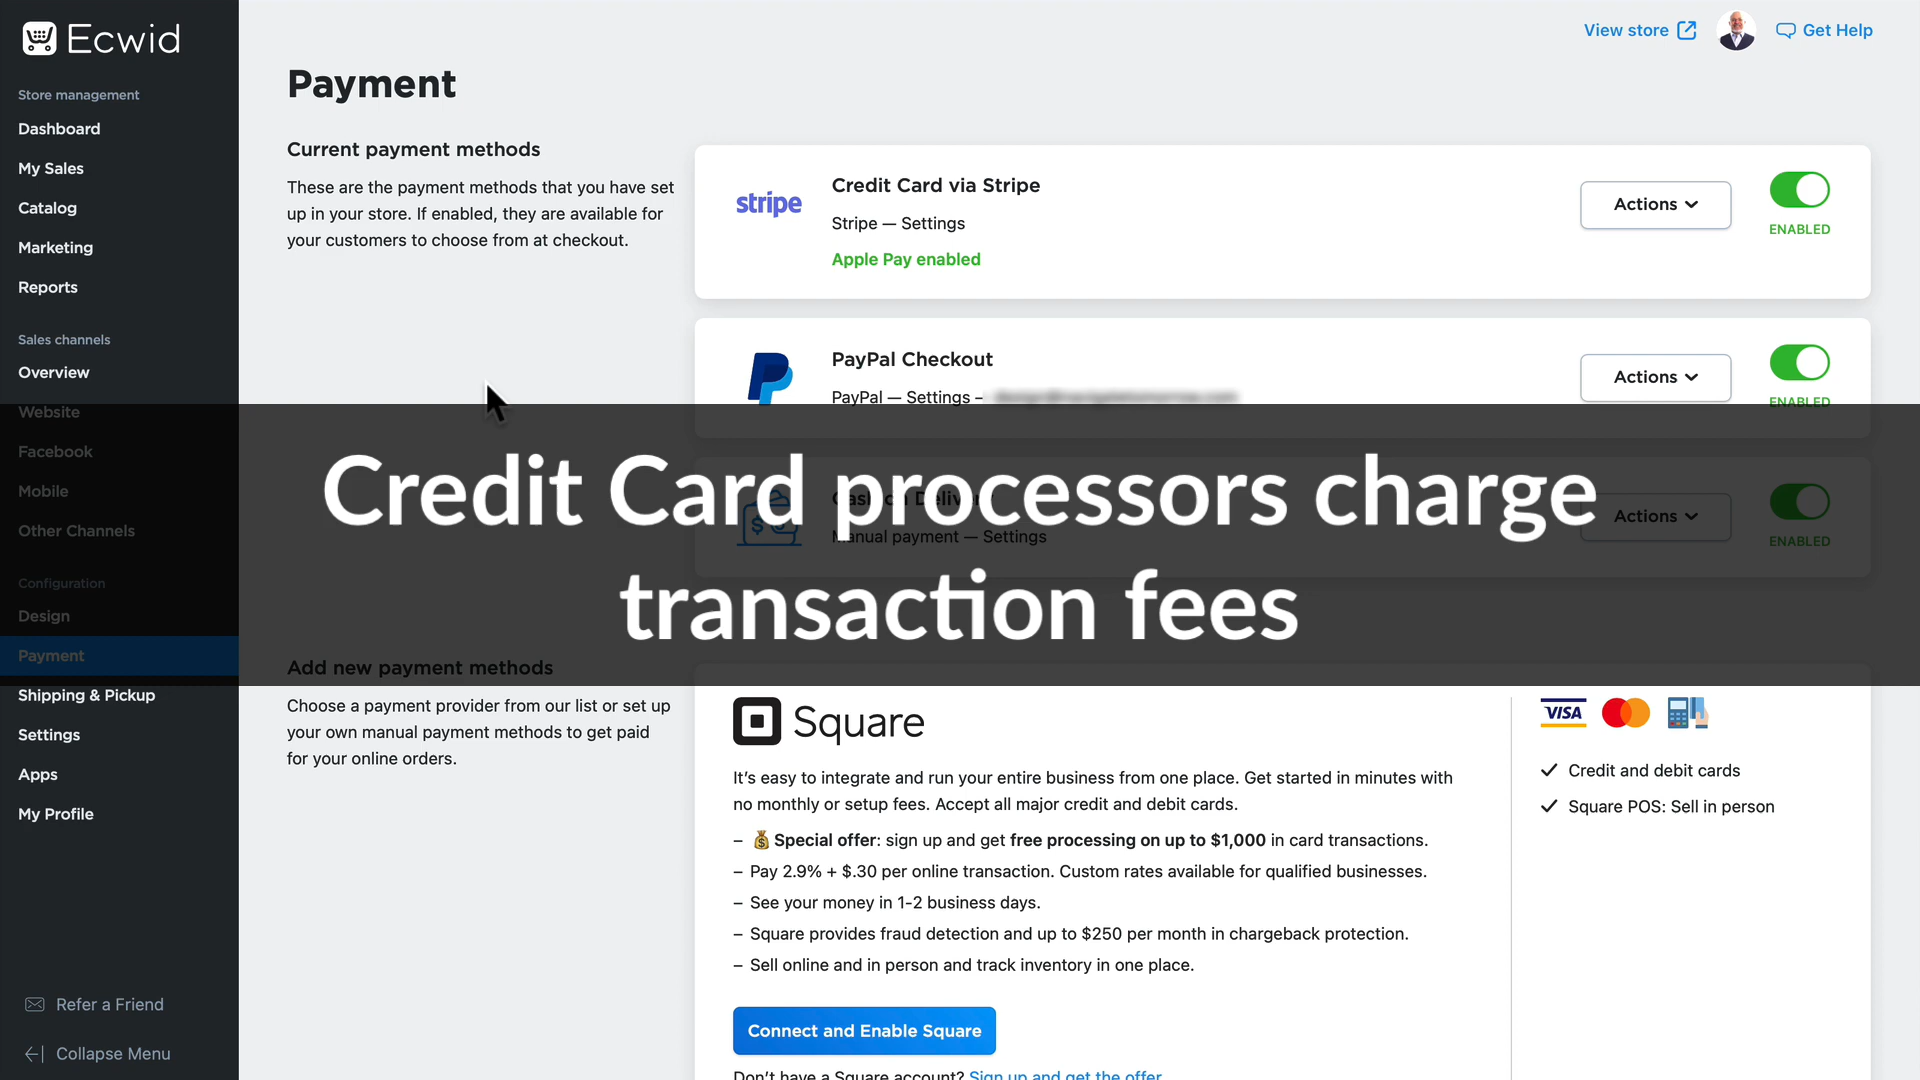 Ecwid
View store
Get Help
Store management
Dashboard
My Sales
Catalog
Marketing
Reports
Sales channels
Overview
Website
Facebook
Mobile
Other Channels
Configuration
Design
Payment
Shipping & Pickup
Settings
Apps
My Profile
Refer a Friend
Collapse Menu
Payment
Current payment methods
These are the payment methods that you have set
up in your store. If enabled, they are available for
your customers to choose from at checkout.
stripe
Credit Card via Stripe
Stripe — Settings
Apple Pay enabled
Actions
ENABLED
PayPal Checkout
PayPal — Settings –
Actions
ENABLED
Cash on Delivery
Manual payment — Settings
Actions
ENABLED
Credit Card processors charge
transaction fees
Add new payment methods
Choose a payment provider from our list or set up
your own manual payment methods to get paid
for your online orders.
Square
It's easy to integrate and run your entire business from one place. Get started in minutes with
no monthly or setup fees. Accept all major credit and debit cards.
– 💰 Special offer: sign up and get free processing on up to $1,000 in card transactions.
– Pay 2.9% + $.30 per online transaction. Custom rates available for qualified businesses.
– See your money in 1-2 business days.
– Square provides fraud detection and up to $250 per month in chargeback protection.
– Sell online and in person and track inventory in one place.
Connect and Enable Square
Don't have a Square account? Sign up and get the offer
VISA
Credit and debit cards
Square POS: Sell in person